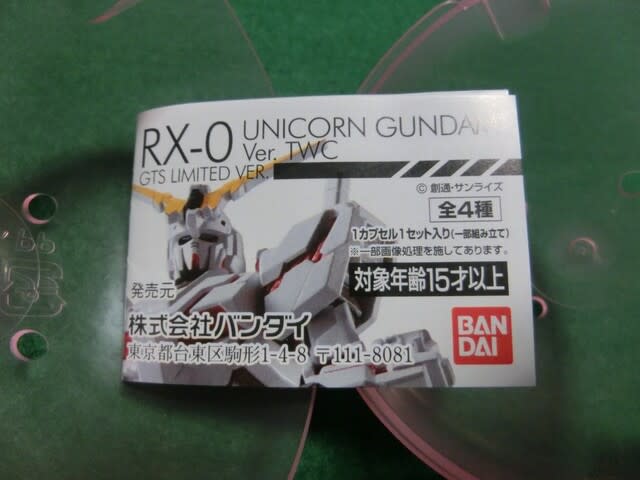 RX-0 UNICORN GUNDAM
Ver. TWC
GTS LIMITED VER.
© 創通・サンライズ
全4種
1カプセル1セット入り(一部組み立て)
※一部画像処理を施してあります。
対象年齢15才以上
発売元
株式会社バンダイ
東京都台東区駒形1-4-8 〒111-8081
BAN
DAI